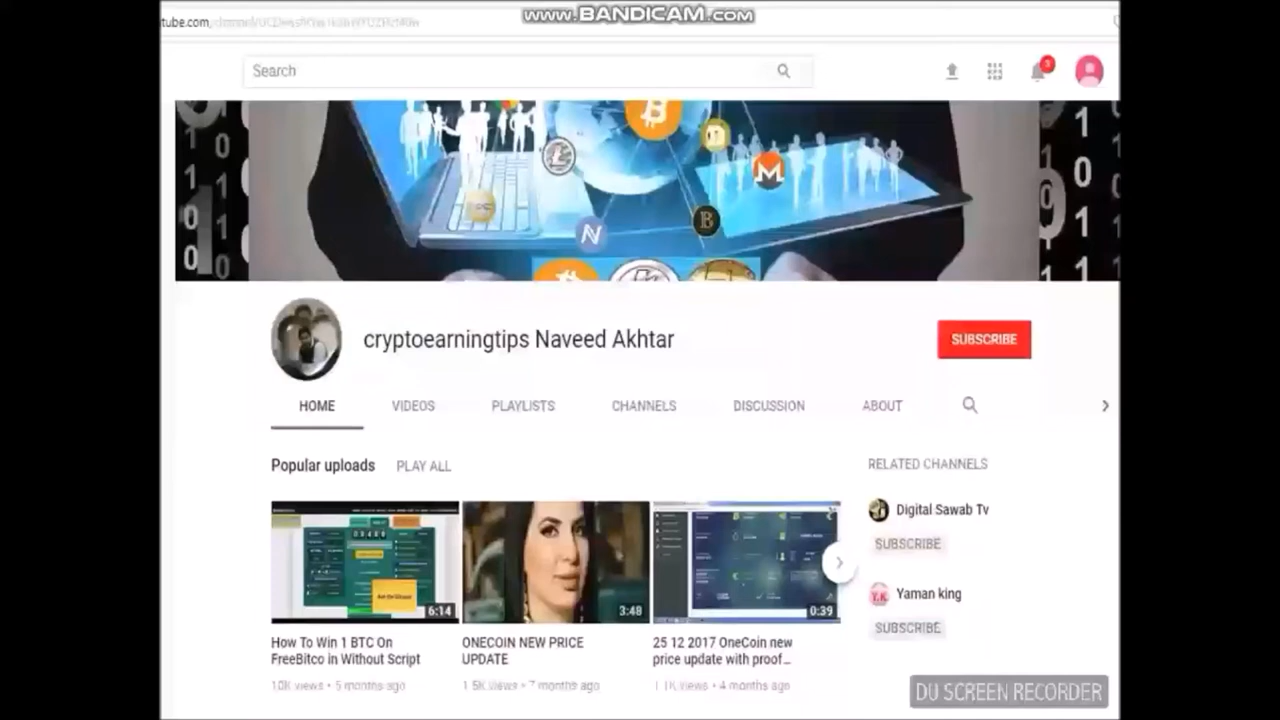 www.BANDICAM.com
tube.com
Search
3
cryptoearningtips Naveed Akhtar
SUBSCRIBE
HOME VIDEOS PLAYLISTS CHANNELS DISCUSSION ABOUT
Popular uploads PLAY ALL
RELATED CHANNELS
Digital Sawab Tv
SUBSCRIBE
Yaman king
SUBSCRIBE
6:14
3:48
0:39
How To Win 1 BTC On
FreeBitco in Without Script
10K views • 5 months ago
ONECOIN NEW PRICE
UPDATE
1.5K views • 7 months ago
25 12 2017 OneCoin new
price update with proof...
1.1K views • 4 months ago
DU SCREEN RECORDER